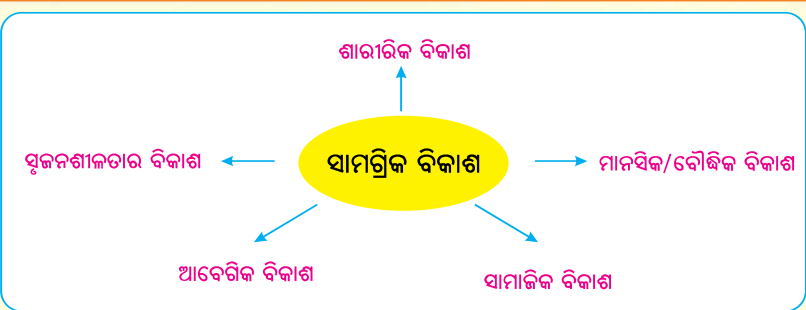 ଶାରୀରିକ ବିକାଶ
ସୃଜନଶୀଳତାର ବିକାଶ
ସାମଗ୍ରିକ ବିକାଶ
ମାନସିକ/ବୌଦ୍ଧିକ ବିକାଶ
ଆବେଗିକ ବିକାଶ
ସାମାଜିକ ବିକାଶ